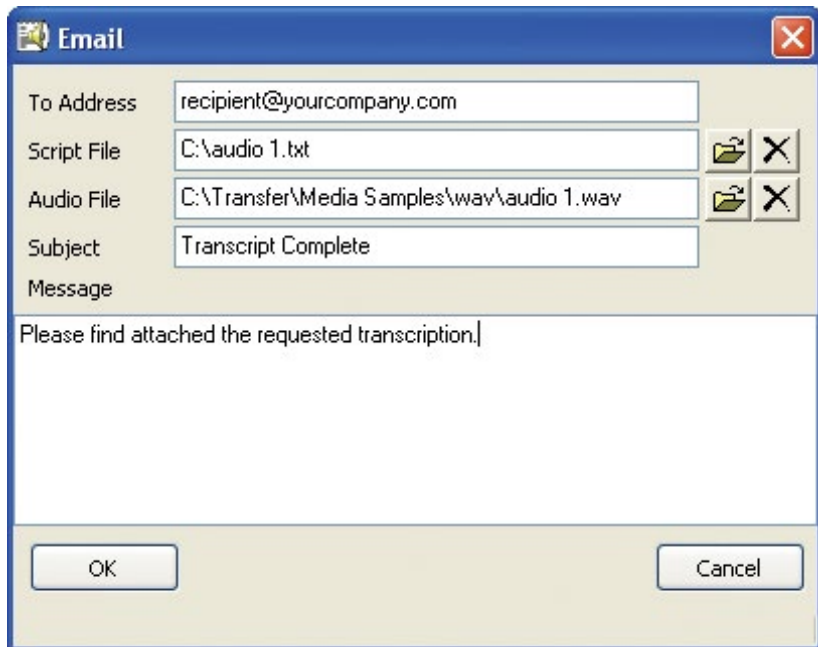 Email
To Address recipient@yourcompany.com
Script File C:\audio 1.txt
Audio File C:\Transfer\Media Samples\wav\audio 1.wav
Subject Transcript Complete
Message
Please find attached the requested transcription.
OK Cancel